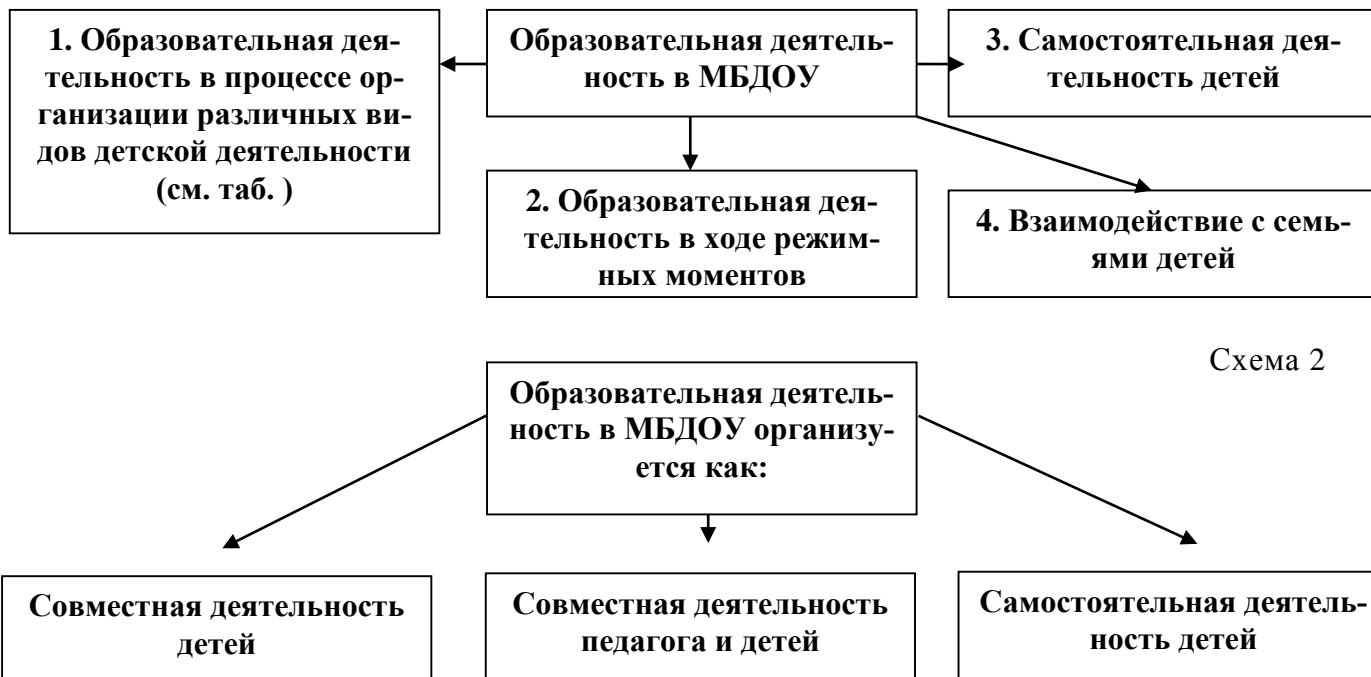 1. Образовательная дея-
тельность в процессе ор-
ганизации различных ви-
дов детской деятельности
(см. таб. )
Образовательная деятель-
ность в МБДОУ
3. Самостоятельная дея-
тельность детей
2. Образовательная дея-
тельность в ходе режим-
ных моментов
4. Взаимодействие с семь-
ями детей
Схема 2
Образовательная деятель-
ность в МБДОУ организу-
ется как:
Совместная деятельность
детей
Совместная деятельность
педагога и детей
Самостоятельная деятель-
ность детей